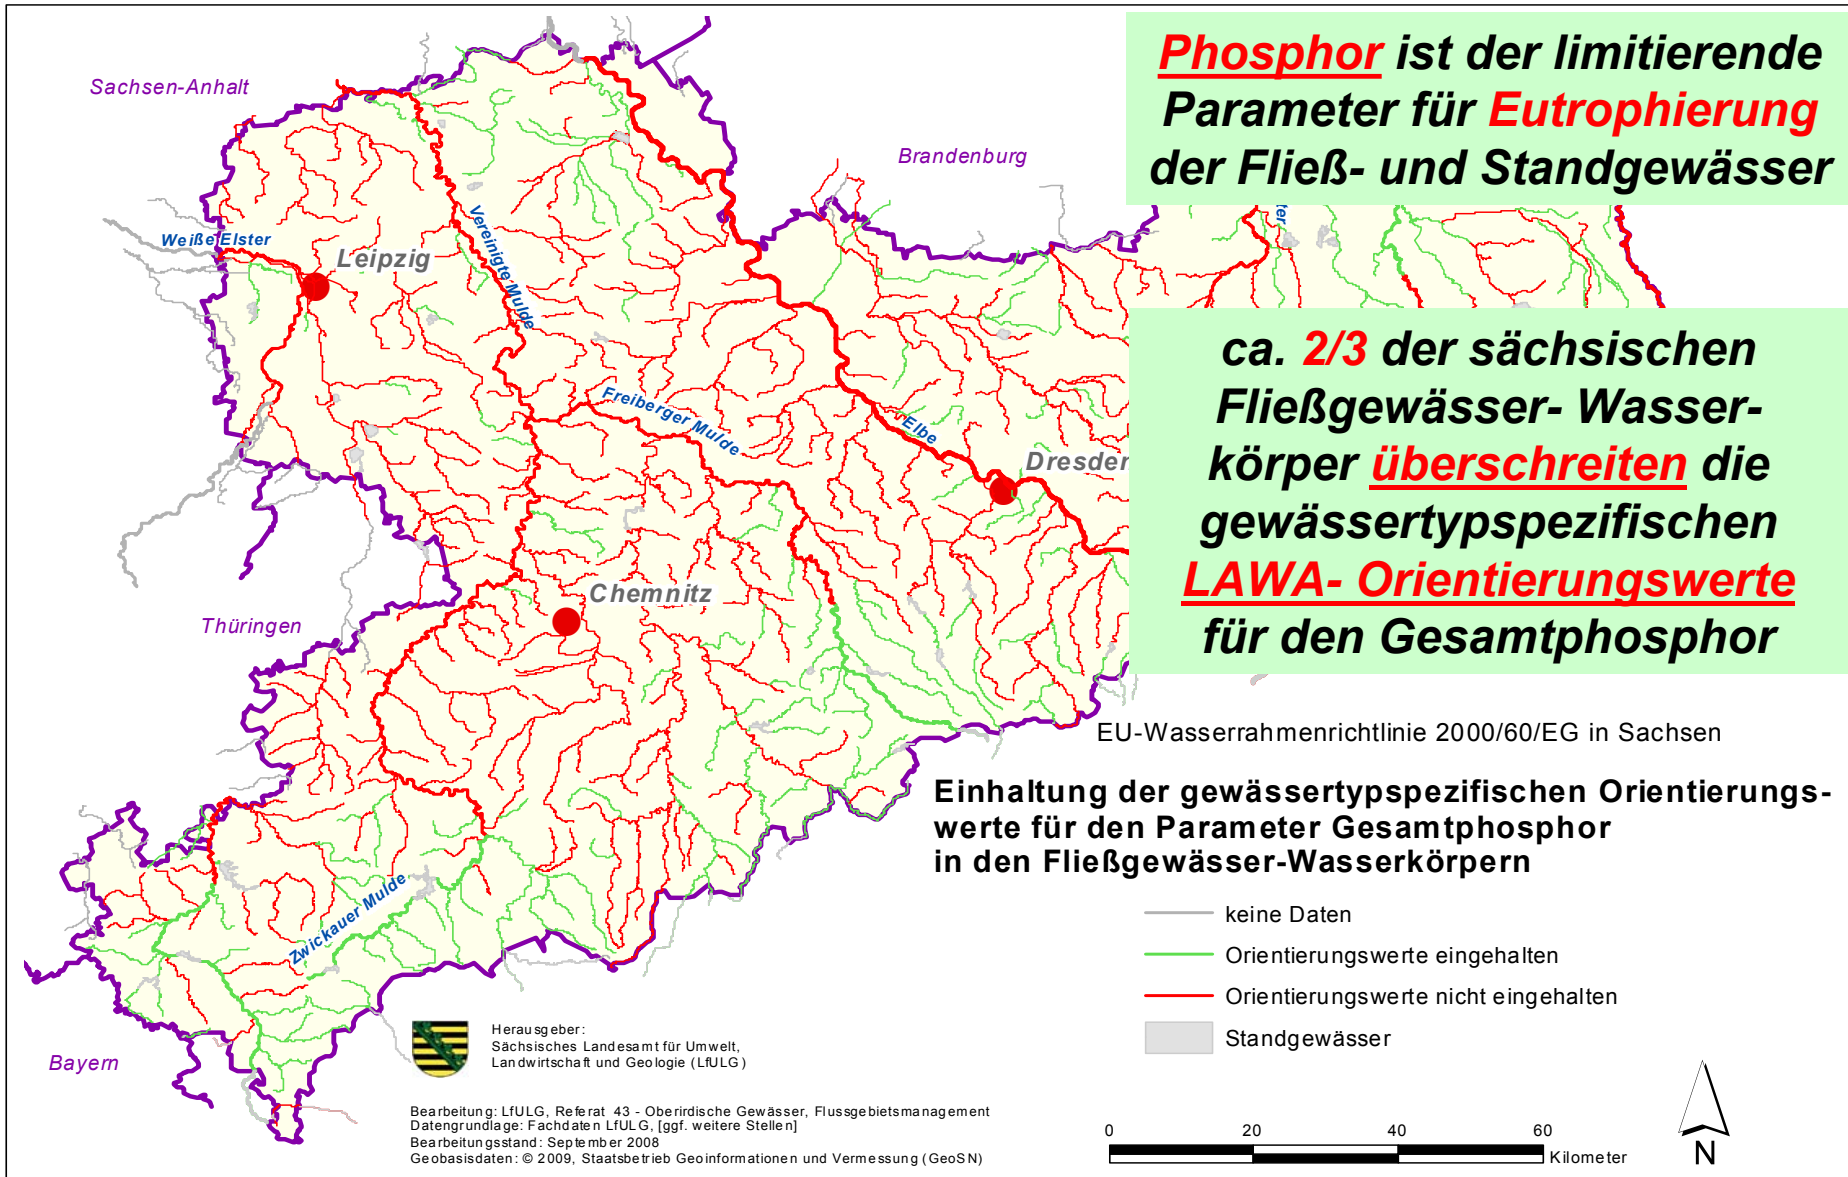 Phosphor ist der limitierende
Parameter für Eutrophierung
der Fließ- und Standgewässer
Sachsen-Anhalt
Brandenburg
Weiße Elster
Leipzig
Vereinigte Mulde
ca. 2/3 der sächsischen
Fließgewässer- Wasser-
körper überschreiten die
gewässertypspezifischen
LAWA- Orientierungswerte
für den Gesamtphosphor
Freiberger Mulde
Elbe
Dresden
Chemnitz
Thüringen
EU-Wasserrahmenrichtlinie 2000/60/EG in Sachsen
Einhaltung der gewässertypspezifischen Orientierungs-
werte für den Parameter Gesamtphosphor
in den Fließgewässer-Wasserkörpern
Zwickauer Mulde
keine Daten
Orientierungswerte eingehalten
Orientierungswerte nicht eingehalten
Standgewässer
Bayern
Herausgeber:
Sächsisches Landesamt für Umwelt,
Landwirtschaft und Geologie (LfULG)
Bearbeitung: LfULG, Referat 43 - Oberirdische Gewässer, Flussgebietsmanagement
Datengrundlage: Fachdaten LfULG, [ggf. weitere Stellen]
Bearbeitungsstand: September 2008
Geobasisdaten: © 2009, Staatsbetrieb Geoinformationen und Vermessung (GeoSN)
0 20 40 60
Kilometer
N